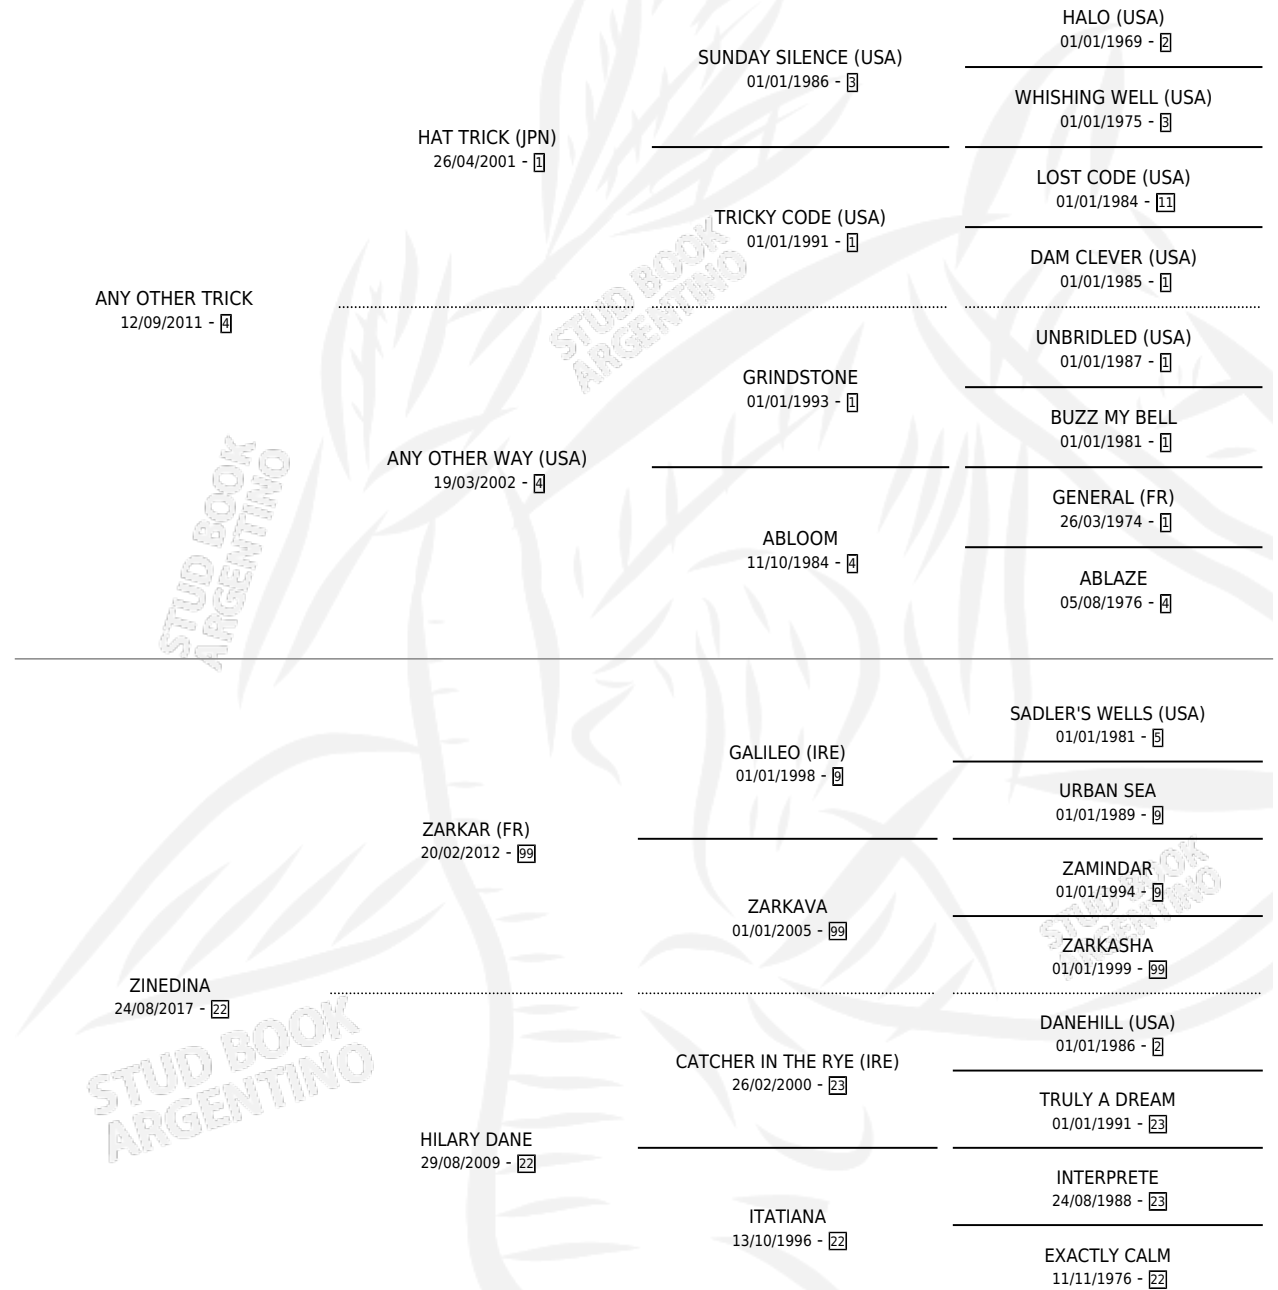 HALO (USA)
01/01/1969 - 2
SUNDAY SILENCE (USA)
01/01/1986 - 3
WHISHING WELL (USA)
01/01/1975 - 3
HAT TRICK (JPN)
26/04/2001 - 1
LOST CODE (USA)
01/01/1984 - 11
TRICKY CODE (USA)
01/01/1991 - 1
DAM CLEVER (USA)
01/01/1985 - 1
ANY OTHER TRICK
12/09/2011 - 4
UNBRIDLED (USA)
01/01/1987 - 1
GRINDSTONE
01/01/1993 - 1
BUZZ MY BELL
01/01/1981 - 1
ANY OTHER WAY (USA)
19/03/2002 - 4
GENERAL (FR)
26/03/1974 - 1
ABLOOM
11/10/1984 - 4
ABLAZE
05/08/1976 - 4
STUD BOOK
ARGENTINO
STUD BOOK
ARGENTINO
SADLER'S WELLS (USA)
01/01/1981 - 5
GALILEO (IRE)
01/01/1998 - 9
URBAN SEA
01/01/1989 - 9
ZARKAR (FR)
20/02/2012 - 99
ZAMINDAR
01/01/1994 - 9
ZARKAVA
01/01/2005 - 99
ZARKASHA
01/01/1999 - 99
ZINEDINA
24/08/2017 - 22
DANEHILL (USA)
01/01/1986 - 2
CATCHER IN THE RYE (IRE)
26/02/2000 - 23
TRULY A DREAM
01/01/1991 - 23
HILARY DANE
29/08/2009 - 22
INTERPRETE
24/08/1988 - 23
ITATIANA
13/10/1996 - 22
EXACTLY CALM
11/11/1976 - 22
STUD BOOK
ARGENTINO
STUD BOOK
ARGENTINO